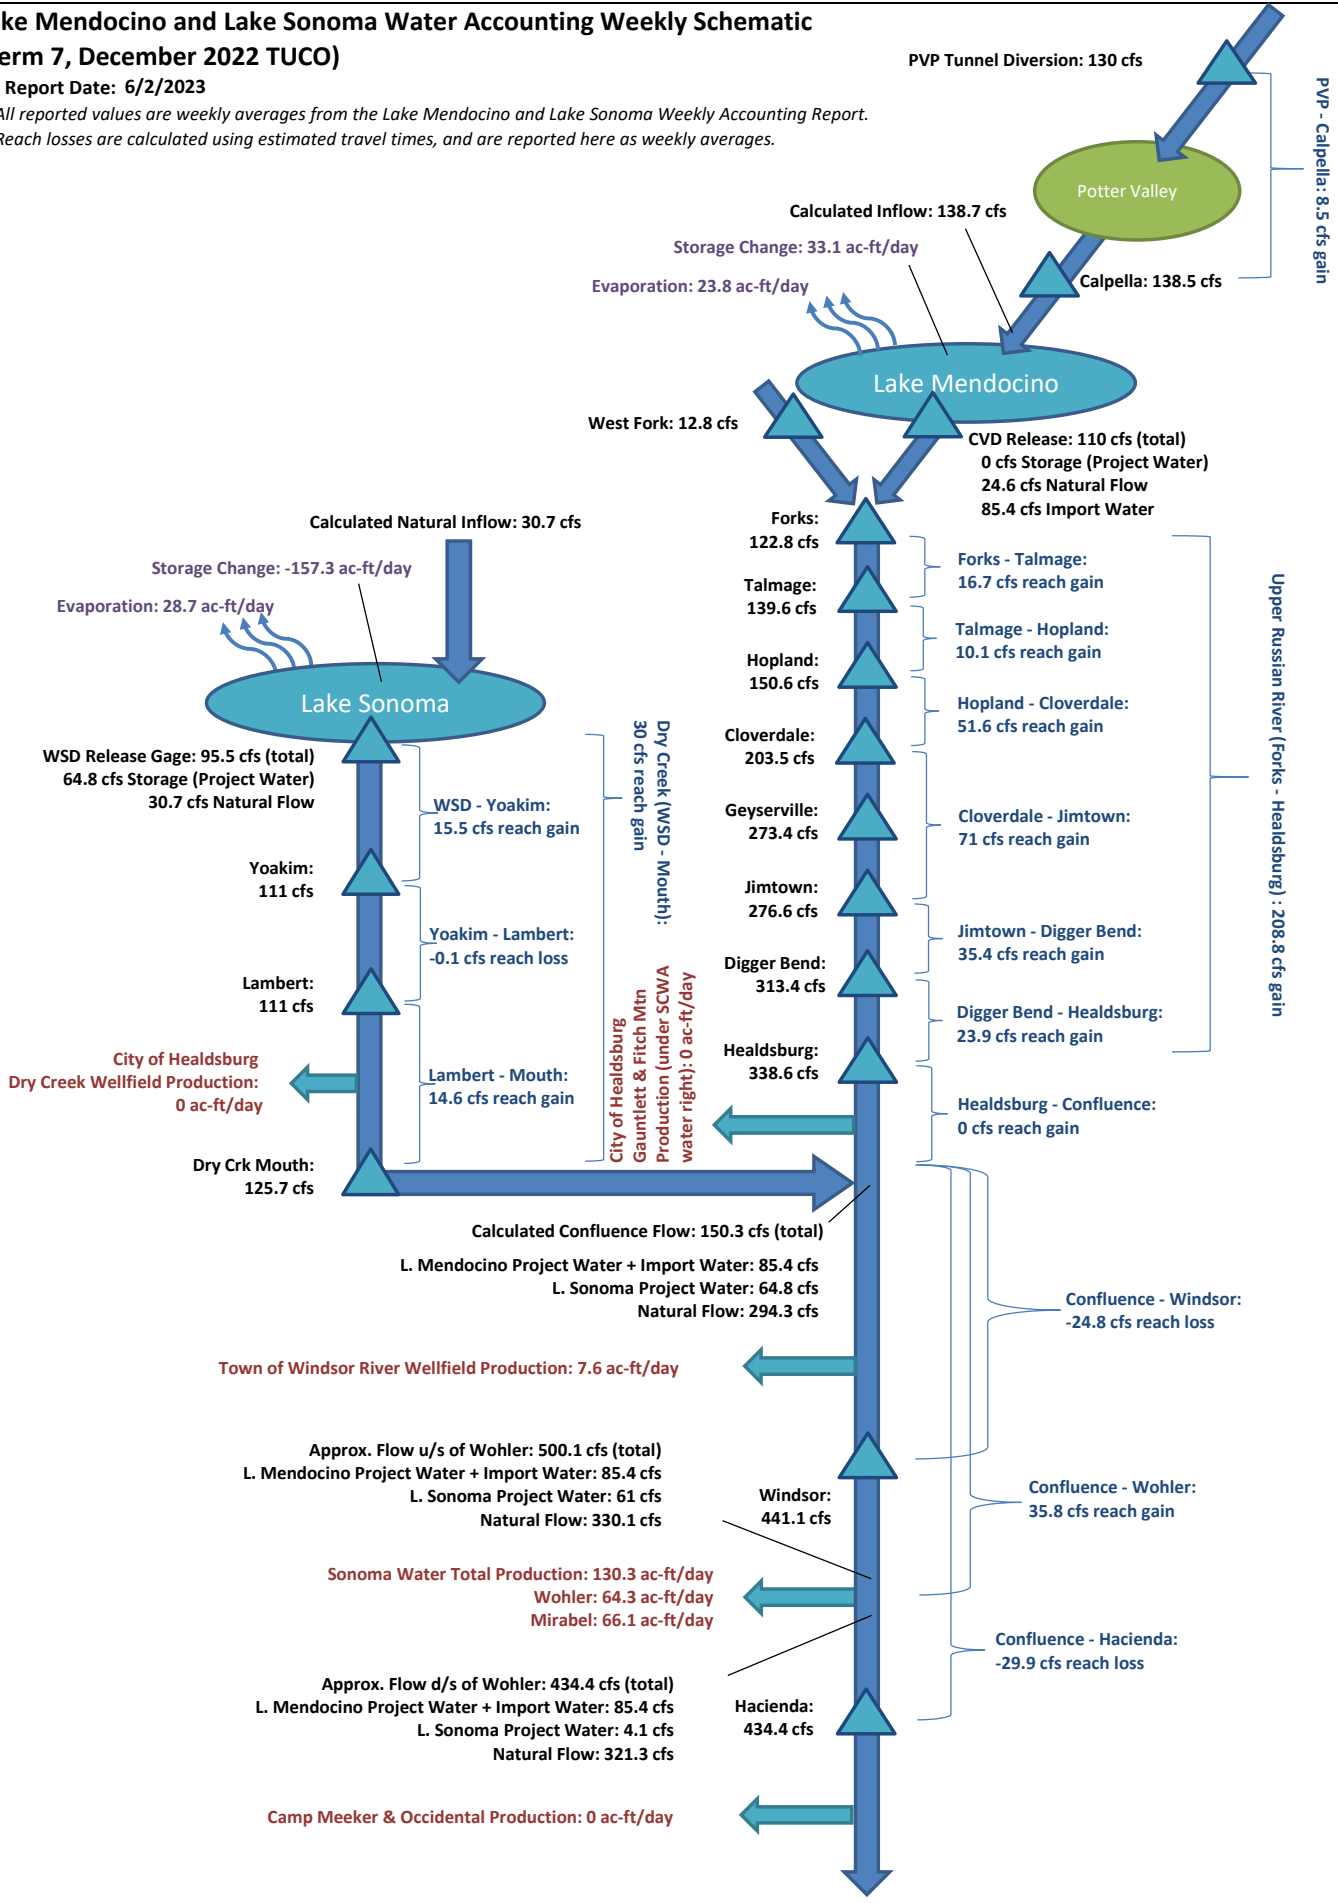 ke Mendocino and Lake Sonoma Water Accounting Weekly Schematic
erm 7, December 2022 TUCO)
Report Date: 6/2/2023
All reported values are weekly averages from the Lake Mendocino and Lake Sonoma Weekly Accounting Report.
Reach losses are calculated using estimated travel times, and are reported here as weekly averages.
PVP Tunnel Diversion: 130 cfs
PVP - Calpella: 8.5 cfs gain
Potter Valley
Calculated Inflow: 138.7 cfs
Storage Change: 33.1 ac-ft/day
Evaporation: 23.8 ac-ft/day
Calpella: 138.5 cfs
Lake Mendocino
West Fork: 12.8 cfs
CVD Release: 110 cfs (total)
0 cfs Storage (Project Water)
24.6 cfs Natural Flow
85.4 cfs Import Water
Calculated Natural Inflow: 30.7 cfs
Storage Change: -157.3 ac-ft/day
Evaporation: 28.7 ac-ft/day
Lake Sonoma
Forks:
122.8 cfs
Forks - Talmage:
16.7 cfs reach gain
Talmage:
139.6 cfs
Talmage - Hopland:
10.1 cfs reach gain
Hopland:
150.6 cfs
Hopland - Cloverdale:
51.6 cfs reach gain
Cloverdale:
203.5 cfs
Geyserville:
273.4 cfs
Cloverdale - Jimtown:
71 cfs reach gain
Jimtown:
276.6 cfs
Jimtown - Digger Bend:
35.4 cfs reach gain
Digger Bend:
313.4 cfs
Digger Bend - Healdsburg:
23.9 cfs reach gain
Healdsburg:
338.6 cfs
Healdsburg - Confluence:
0 cfs reach gain
Upper Russian River (Forks - Healdsburg) : 208.8 cfs gain
WSD Release Gage: 95.5 cfs (total)
64.8 cfs Storage (Project Water)
30.7 cfs Natural Flow
WSD - Yoakim:
15.5 cfs reach gain
Dry Creek (WSD - Mouth):
30 cfs reach gain
Yoakim:
111 cfs
Yoakim - Lambert:
-0.1 cfs reach loss
Lambert:
111 cfs
City of Healdsburg
Dry Creek Wellfield Production:
0 ac-ft/day
Lambert - Mouth:
14.6 cfs reach gain
City of Healdsburg
Gauntlett & Fitch Mtn
Production (under SCWA
water right): 0 ac-ft/day
Dry Crk Mouth:
125.7 cfs
Calculated Confluence Flow: 150.3 cfs (total)
L. Mendocino Project Water + Import Water: 85.4 cfs
L. Sonoma Project Water: 64.8 cfs
Natural Flow: 294.3 cfs
Confluence - Windsor:
-24.8 cfs reach loss
Town of Windsor River Wellfield Production: 7.6 ac-ft/day
Approx. Flow u/s of Wohler: 500.1 cfs (total)
L. Mendocino Project Water + Import Water: 85.4 cfs
L. Sonoma Project Water: 61 cfs
Natural Flow: 330.1 cfs
Windsor:
441.1 cfs
Confluence - Wohler:
35.8 cfs reach gain
Sonoma Water Total Production: 130.3 ac-ft/day
Wohler: 64.3 ac-ft/day
Mirabel: 66.1 ac-ft/day
Confluence - Hacienda:
-29.9 cfs reach loss
Approx. Flow d/s of Wohler: 434.4 cfs (total)
L. Mendocino Project Water + Import Water: 85.4 cfs
L. Sonoma Project Water: 4.1 cfs
Natural Flow: 321.3 cfs
Hacienda:
434.4 cfs
Camp Meeker & Occidental Production: 0 ac-ft/day